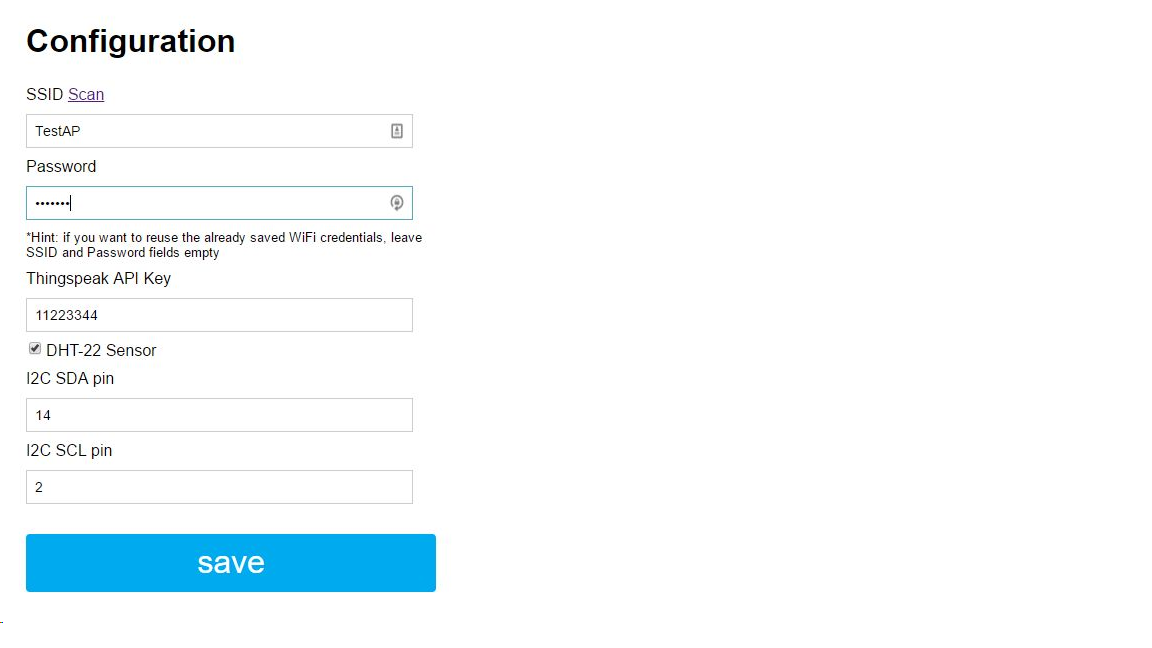 Configuration
SSID Scan
TestAP
Password
•••••••
*Hint: if you want to reuse the already saved WiFi credentials, leave
SSID and Password fields empty
Thingspeak API Key
11223344
DHT-22 Sensor
I2C SDA pin
14
I2C SCL pin
2
save